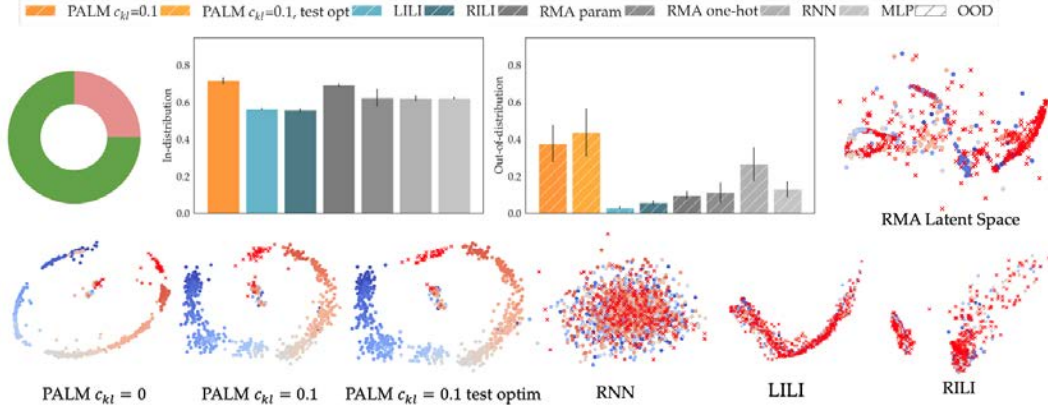 PALM c_kl=0.1 PALM c_kl=0.1, test opt LILI RILI RMA param RMA one-hot RNN MLP OOD
In-distribution
0.8
0.6
0.4
0.2
0.0
Out-of-distribution
0.8
0.6
0.4
0.2
0.0
RMA Latent Space
PALM c_kl = 0 PALM c_kl = 0.1 PALM c_kl = 0.1 test optim RNN LILI RILI